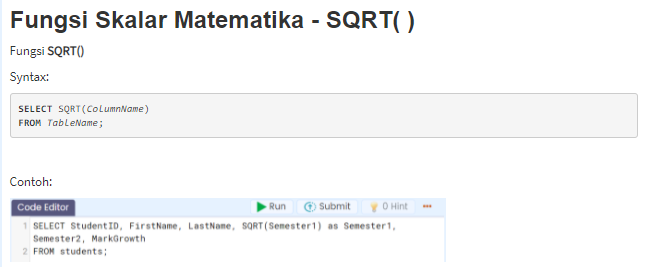 Fungsi Skalar Matematika - SQRT( )
Fungsi SQRT()
Syntax:
SELECT SQRT(ColumnName)
FROM TableName;
Contoh:
Code Editor Run Submit 0 Hint
1 SELECT StudentID, FirstName, LastName, SQRT(Semester1) as Semester1,
Semester2, MarkGrowth
2 FROM students;